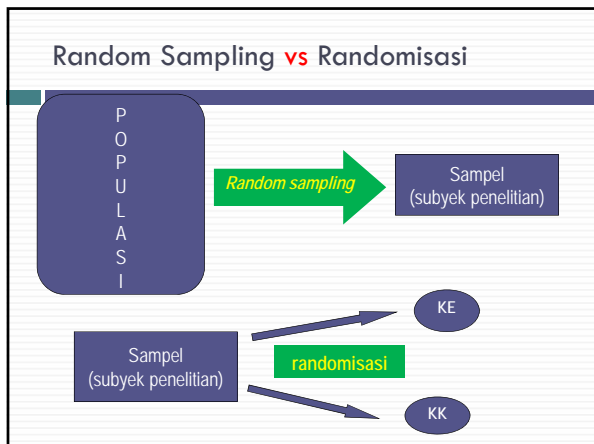 Random Sampling vs Randomisasi
P
O
P
U
L
A
S
I
Random sampling
Sampel
(subyek penelitian)
KE
Sampel
(subyek penelitian)
randomisasi
KK